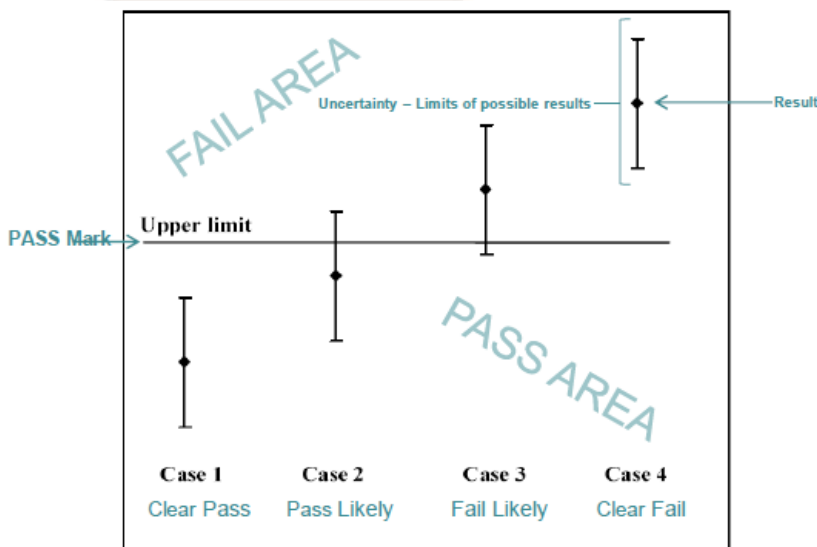 FAIL AREA
Uncertainty – Limits of possible results
Result
Upper limit
PASS Mark
PASS AREA
Case 1
Case 2
Case 3
Case 4
Clear Pass
Pass Likely
Fail Likely
Clear Fail